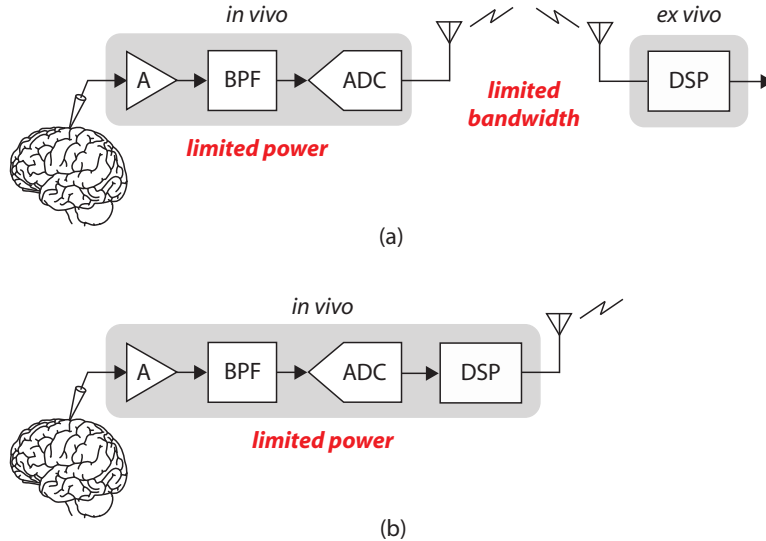 in vivo
ex vivo
A
BPF
ADC
DSP
limited
bandwidth
limited power
(a)
in vivo
A
BPF
ADC
DSP
limited power
(b)